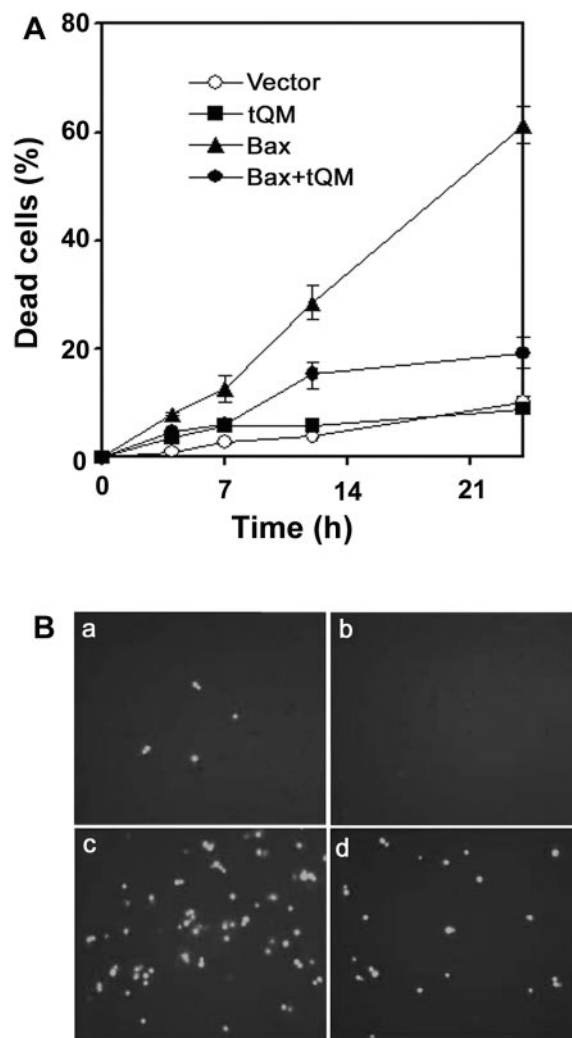 A
80
60
40
20
0
Dead cells (%)
Vector
tQM
Bax
Bax+tQM
0 7 14 21
Time (h)
B
a
b
c
d